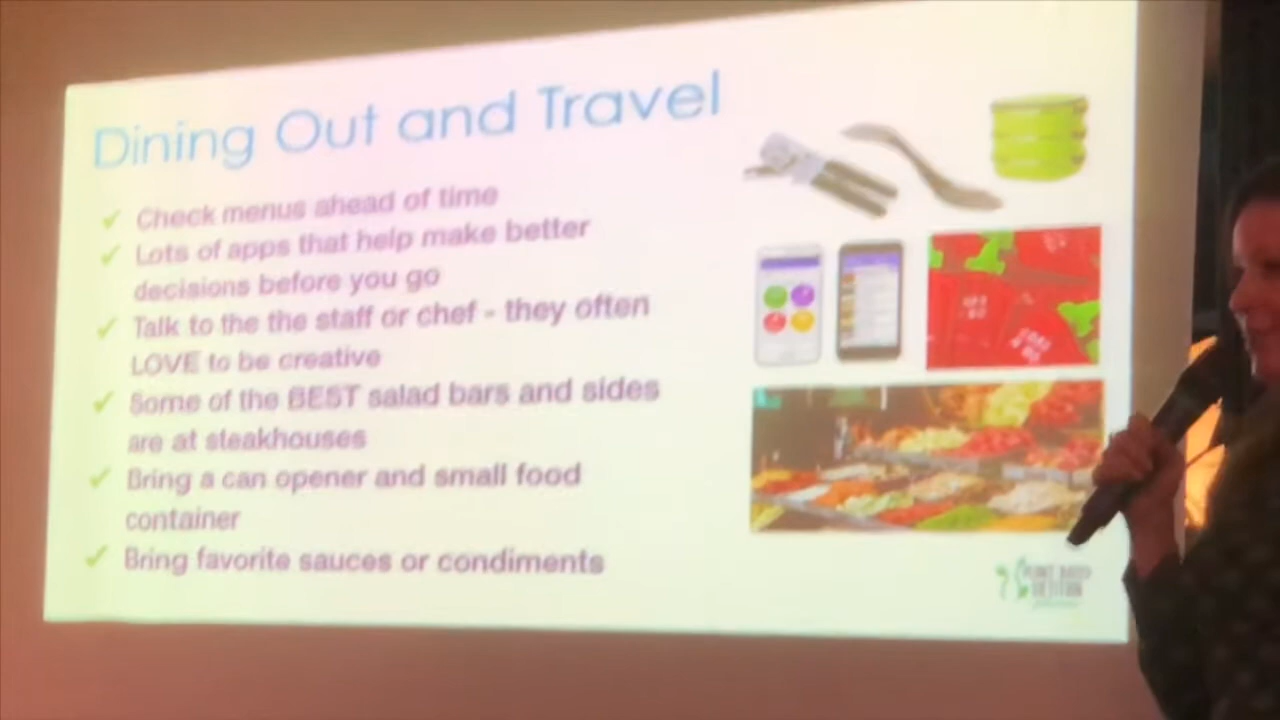 Dining Out and Travel
✓ Check menus ahead of time
✓ Lots of apps that help make better
decisions before you go
✓ Talk to the the staff or chef - they often
LOVE to be creative
✓ Some of the BEST salad bars and sides
are at steakhouses
✓ Bring a can opener and small food
container
✓ Bring favorite sauces or condiments